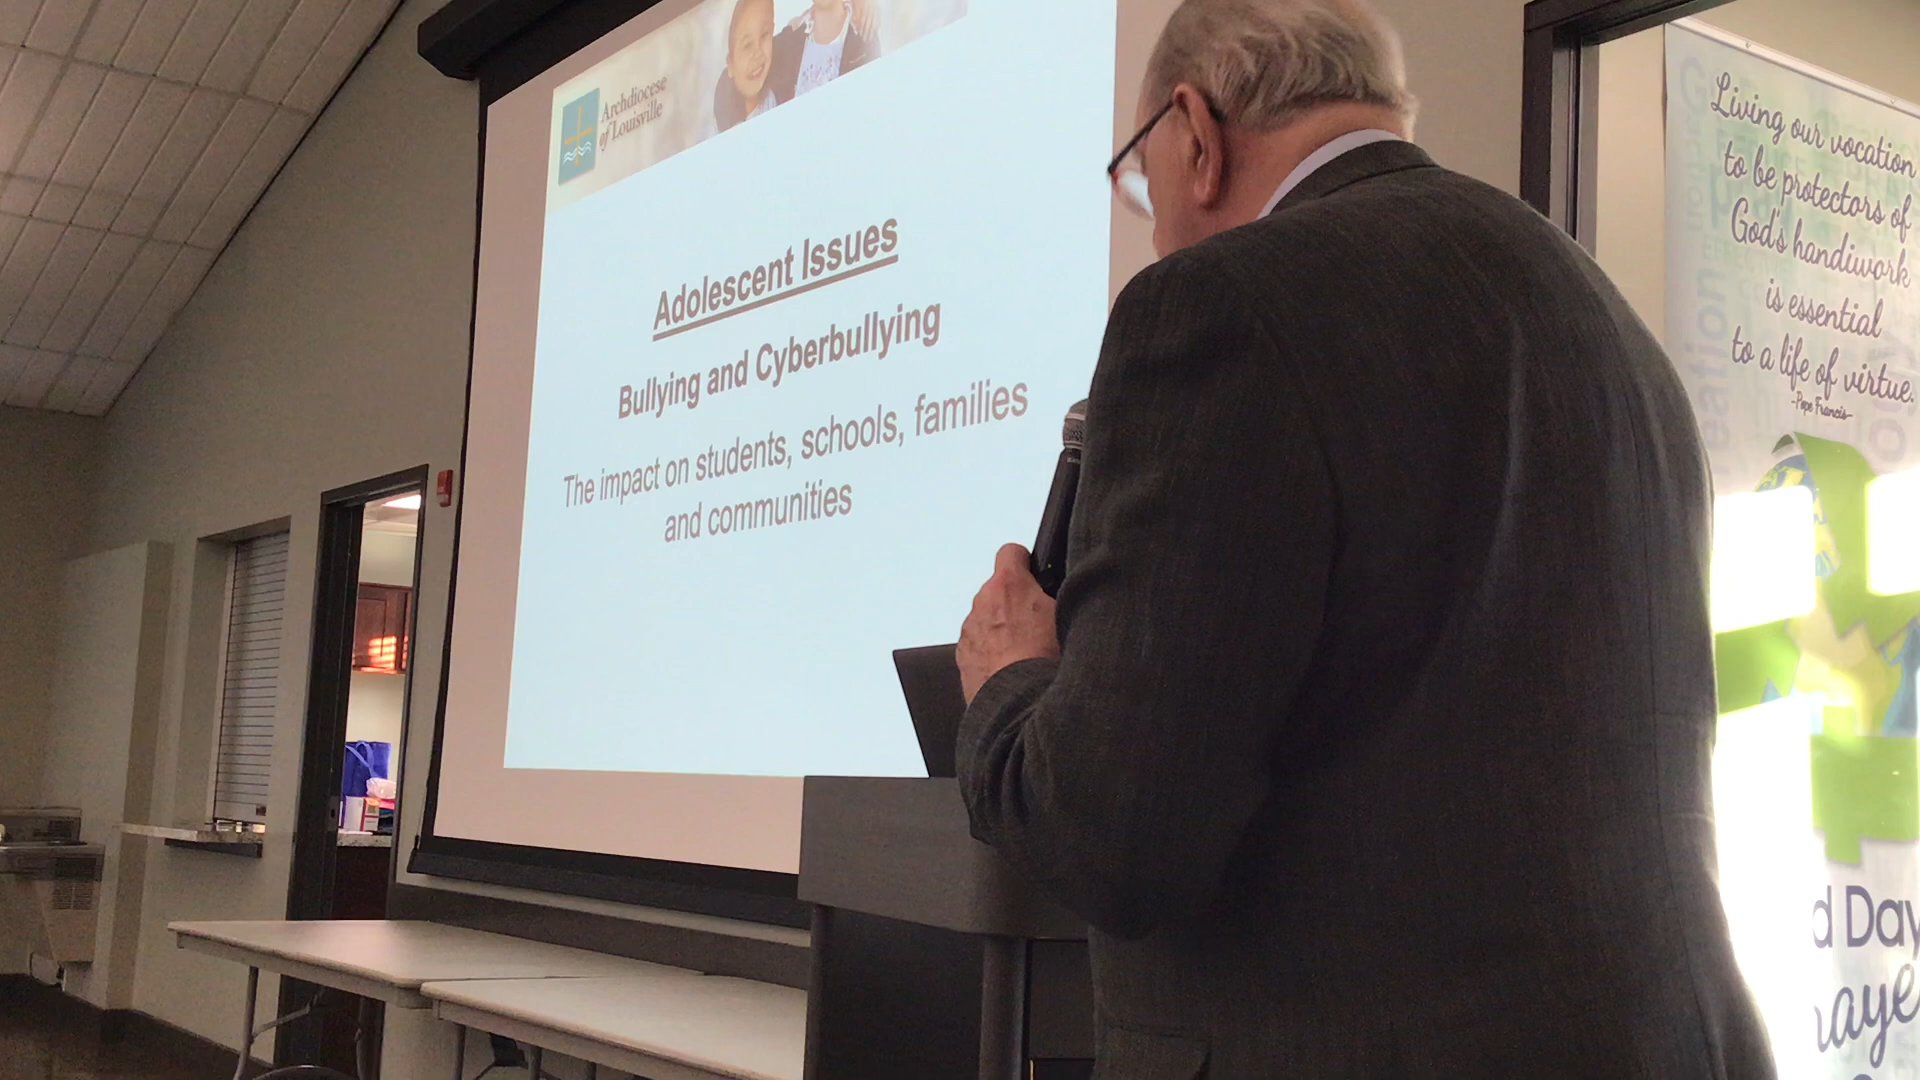 Archdiocese
of Louisville
Adolescent Issues
Bullying and Cyberbullying
The impact on students, schools, families
and communities
Living our vocation
to be protectors of
God's handiwork
is essential
to a life of virtue.
-Pope Francis-
d Day
raye